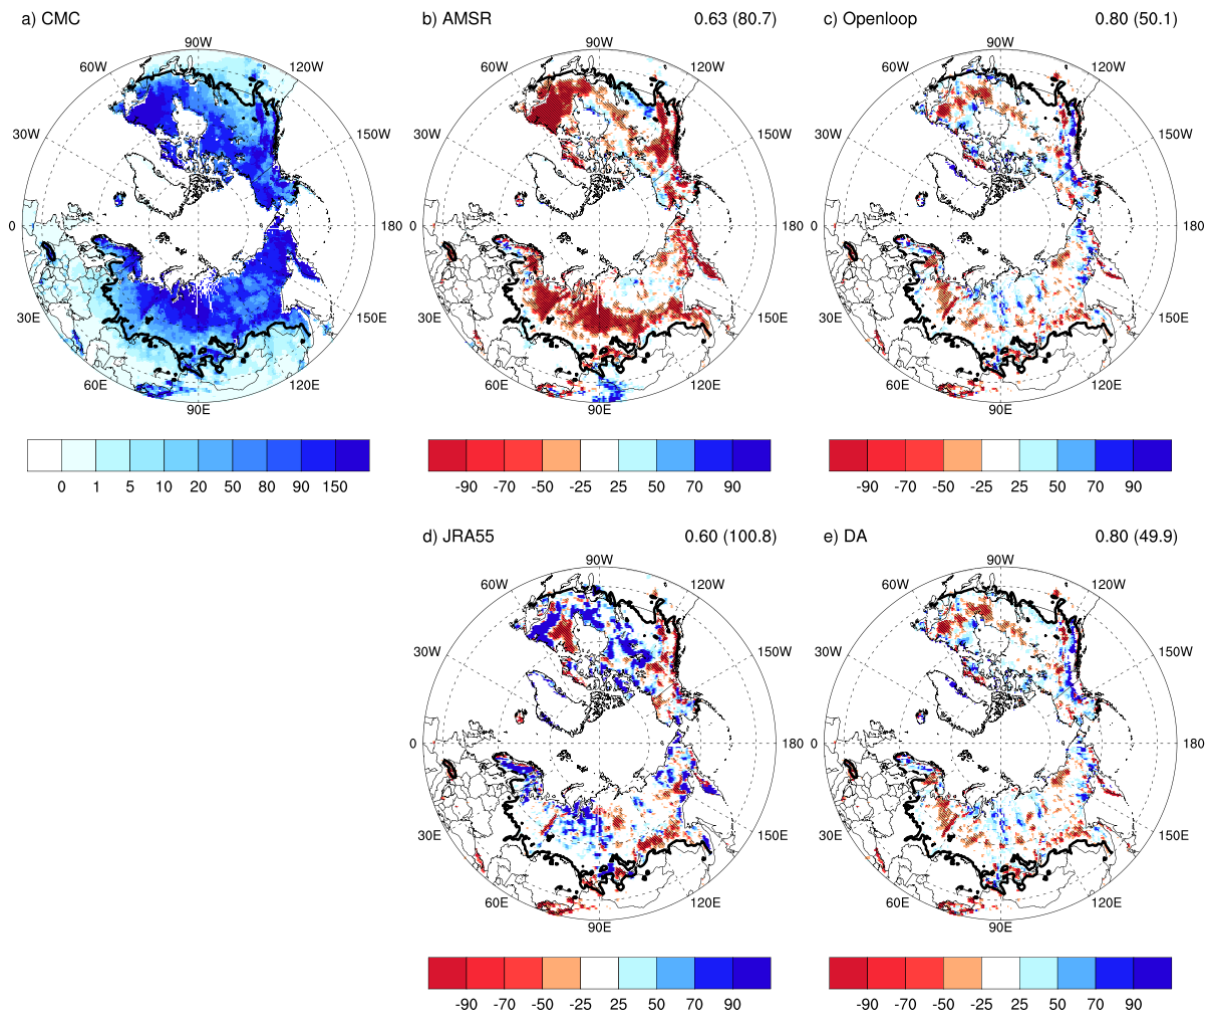 a) CMC
b) AMSR 0.63 (80.7)
c) Openloop 0.80 (50.1)
90W
60W 120W
30W 150W
0 180
30E 150E
60E 120E
90E
90W
60W 120W
30W 150W
0 180
30E 150E
60E 120E
90E
90W
60W 120W
30W 150W
0 180
30E 150E
60E 120E
90E
0 1 5 10 20 50 80 90 150
-90 -70 -50 -25 25 50 70 90
-90 -70 -50 -25 25 50 70 90
d) JRA55 0.60 (100.8)
e) DA 0.80 (49.9)
90W
60W 120W
30W 150W
0 180
30E 150E
60E 120E
90E
90W
60W 120W
30W 150W
0 180
30E 150E
60E 120E
90E
-90 -70 -50 -25 25 50 70 90
-90 -70 -50 -25 25 50 70 90